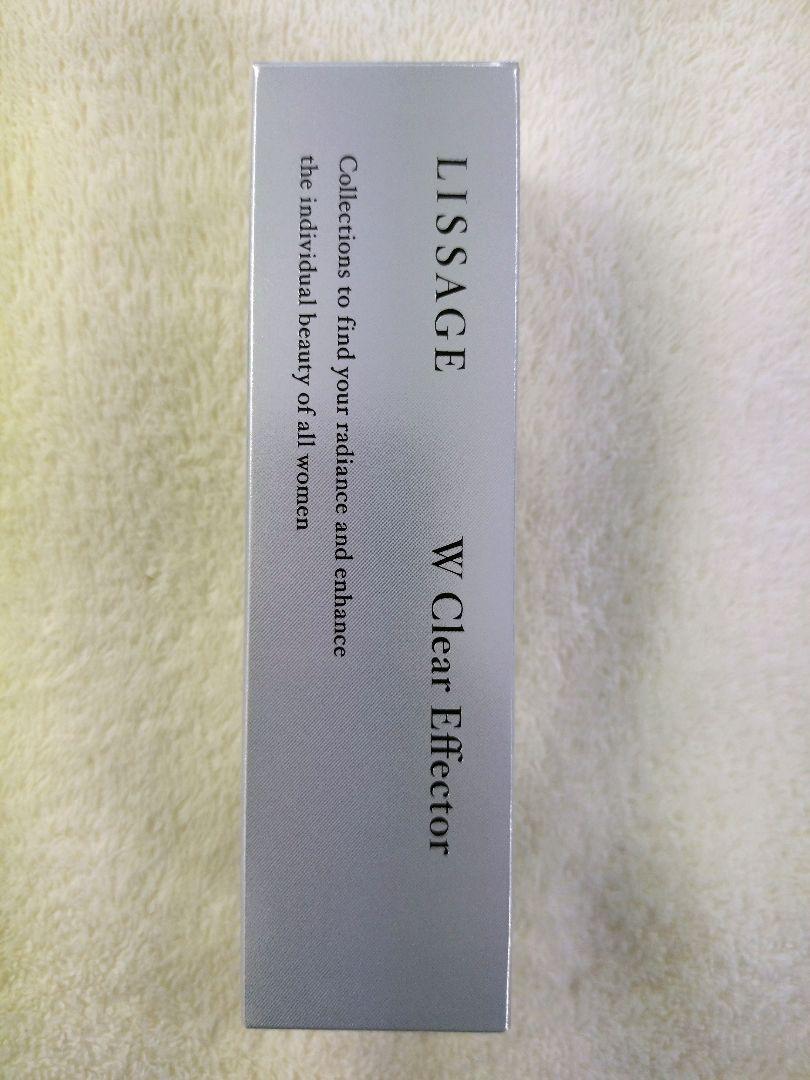 LISSAGE W Clear Effector
Collections to find your radiance and enhance
the individual beauty of all women